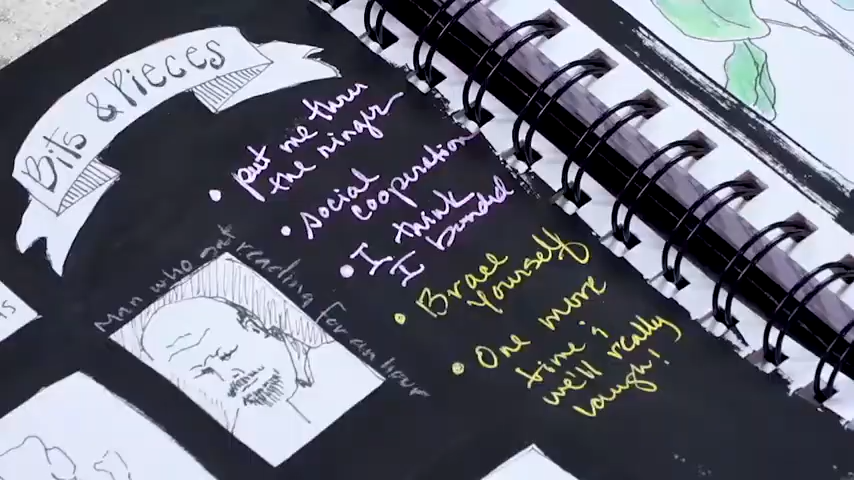 Bits & Pieces
• put me thru
the ringer
• social
cooperation
• I think
I bonded
• Brace
Yourself
• One more
time &
we'll really
laugh!
Man who sat reading for an hour